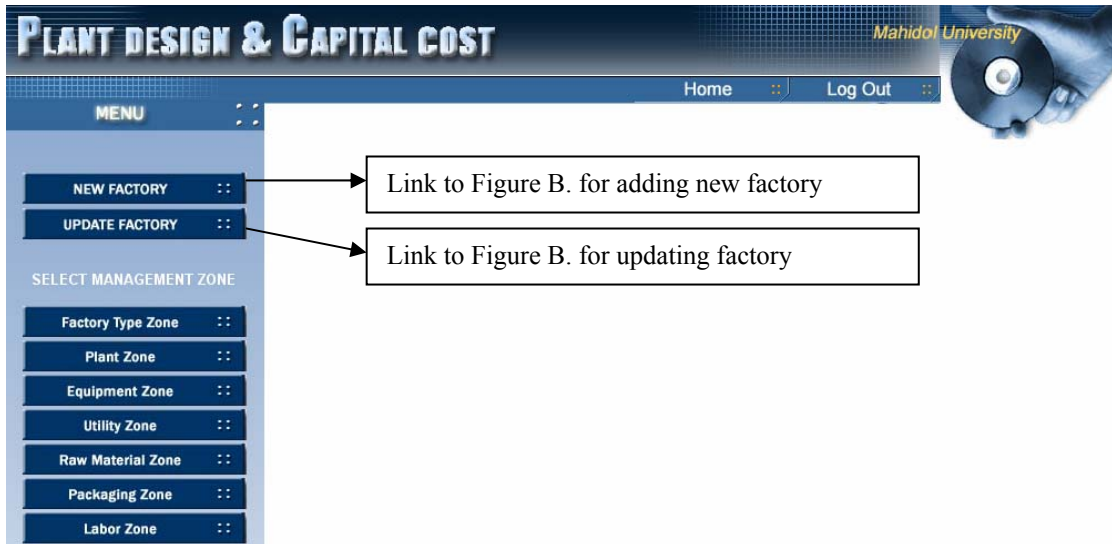 PLANT DESIGN & CAPITAL COST
Mahidol University
Home
Log Out
MENU
NEW FACTORY
Link to Figure B. for adding new factory
UPDATE FACTORY
Link to Figure B. for updating factory
SELECT MANAGEMENT ZONE
Factory Type Zone
Plant Zone
Equipment Zone
Utility Zone
Raw Material Zone
Packaging Zone
Labor Zone